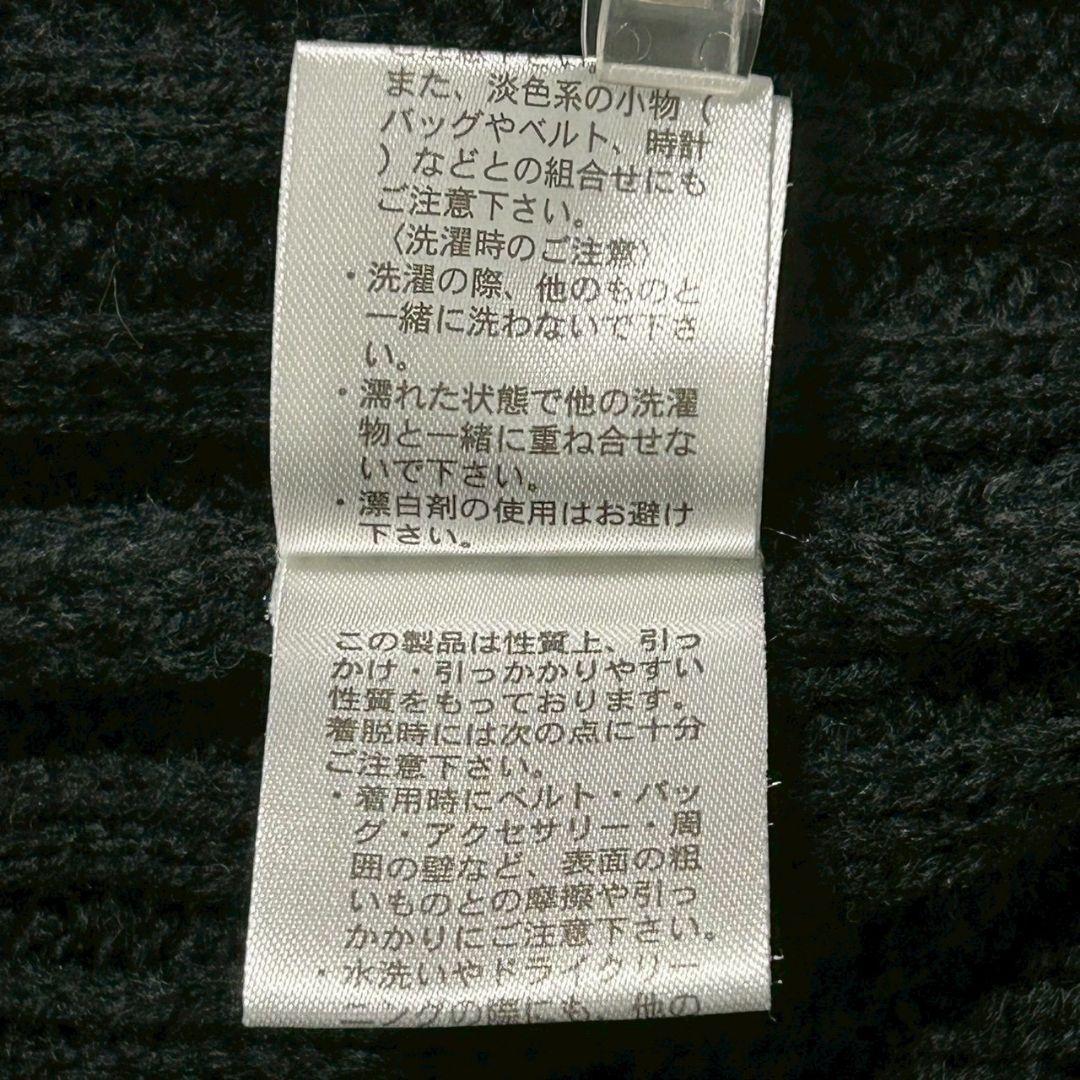 また、淡色系の小物（
バッグやベルト、時計
）などとの組合せにも
ご注意下さい。
〈洗濯時のご注意〉
・洗濯の際、他のものと
一緒に洗わないで下さ
い。
・濡れた状態で他の洗濯
物と一緒に重ね合せな
いで下さい。
・漂白剤の使用はお避け
下さい。
この製品は性質上、引っ
かけ・引っかかりやすい
性質をもっております。
着脱時には次の点に十分
ご注意下さい。
・着用時にベルト・バッ
グ・アクセサリー・周
囲の壁など、表面の粗
いものとの摩擦や引っ
かかりにご注意下さい。
・水洗いやドライクリー
ニングの際にも、他の